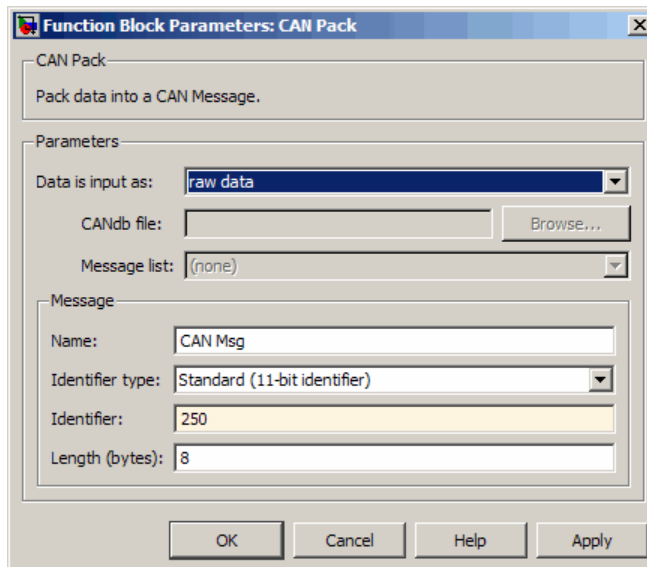 Function Block Parameters: CAN Pack
CAN Pack
Pack data into a CAN Message.
Parameters
Data is input as: raw data
CANdb file: Browse...
Message list: (none)
Message
Name: CAN Msg
Identifier type: Standard (11-bit identifier)
Identifier: 250
Length (bytes): 8
OK Cancel Help Apply